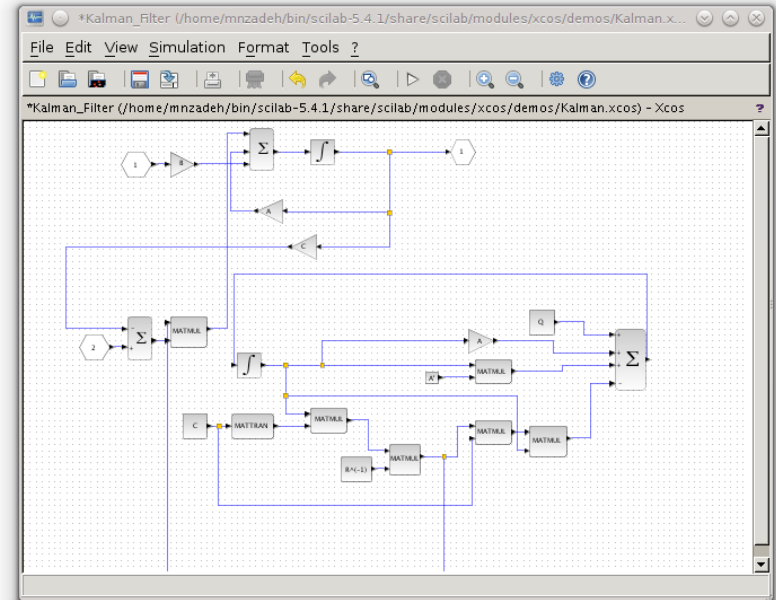 *Kalman_Filter (/home/mnzadeh/bin/scilab-5.4.1/share/scilab/modules/xcos/demos/Kalman.x...
File Edit View Simulation Format Tools ?
*Kalman_Filter (/home/mnzadeh/bin/scilab-5.4.1/share/scilab/modules/xcos/demos/Kalman.xcos) - Xcos ?
1 B Σ ∫ 1
A
C
2 - + Σ MATMUL
Q
A
∫ A' MATMUL + + + - Σ
C MATTRAN MATMUL MATMUL MATMUL
R^(-1) MATMUL